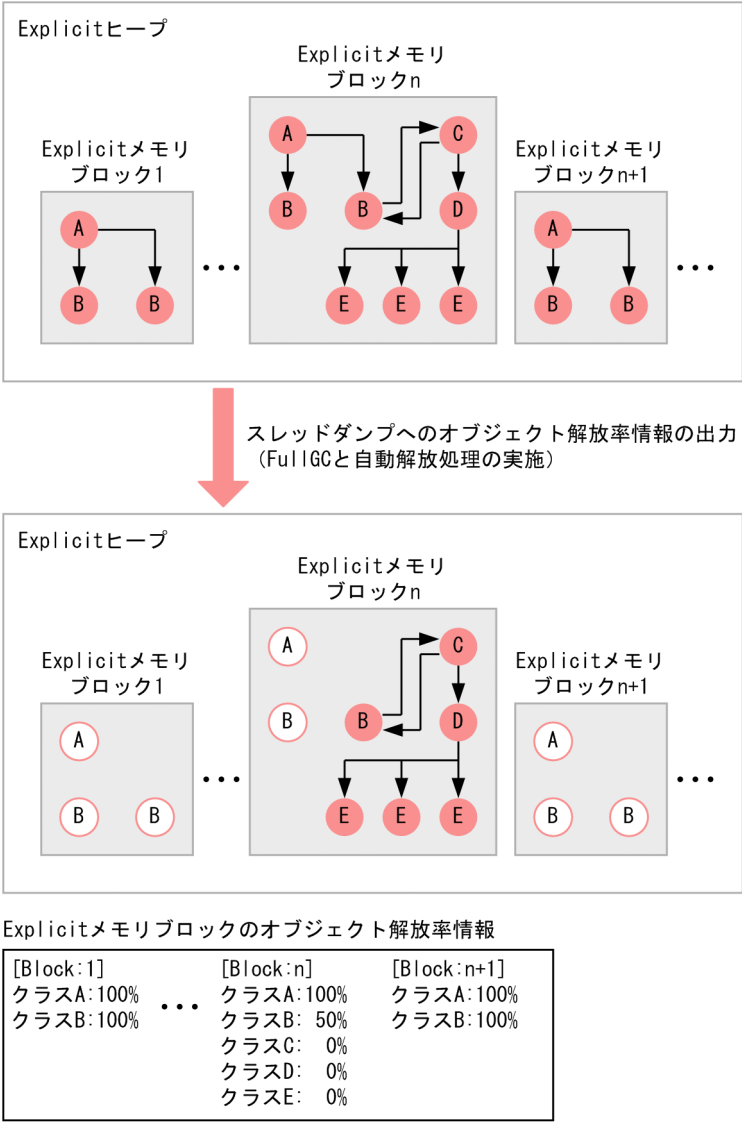 Explicitヒープ
Explicitメモリ
ブロックn
Explicitメモリ
ブロック1
Explicitメモリ
ブロックn+1
A
C
B
B
D
E
E
E
A
B
B
…
A
B
B
…
スレッドダンプへのオブジェクト解放率情報の出力
（FullGCと自動解放処理の実施）
Explicitヒープ
Explicitメモリ
ブロックn
Explicitメモリ
ブロック1
Explicitメモリ
ブロックn+1
A
C
B
B
D
E
E
E
A
B
B
…
A
B
B
…
Explicitメモリブロックのオブジェクト解放率情報
[Block:1] [Block:n] [Block:n+1]
クラスA:100% … クラスA:100% クラスA:100%
クラスB:100% クラスB: 50% クラスB:100%
クラスC: 0%
クラスD: 0%
クラスE: 0%